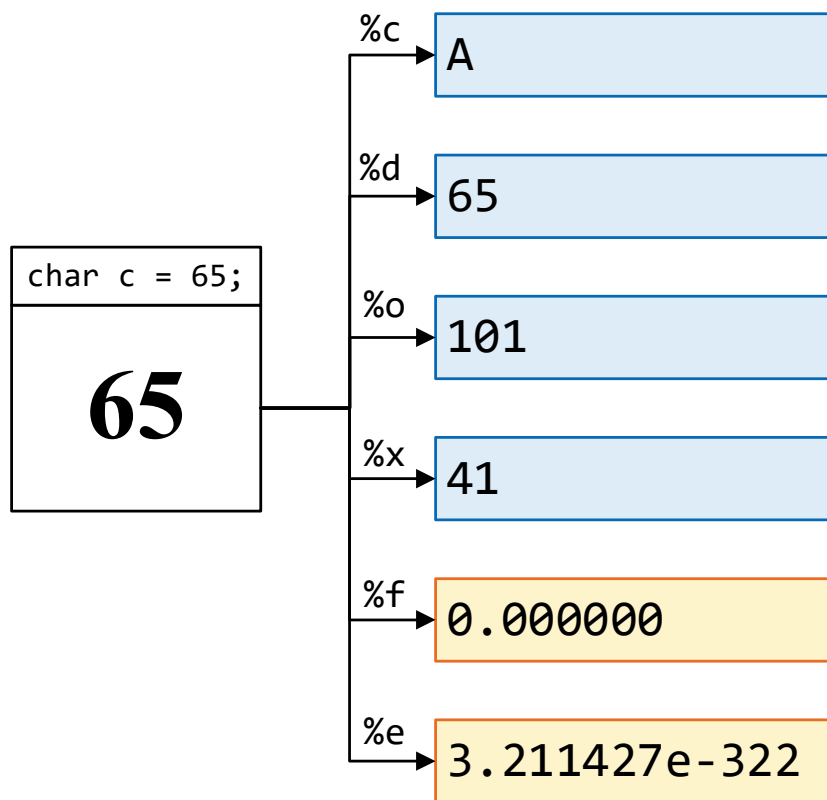 %c
A
%d
65
char c = 65;
65
%o
101
%x
41
%f
0.000000
%e
3.211427e-322